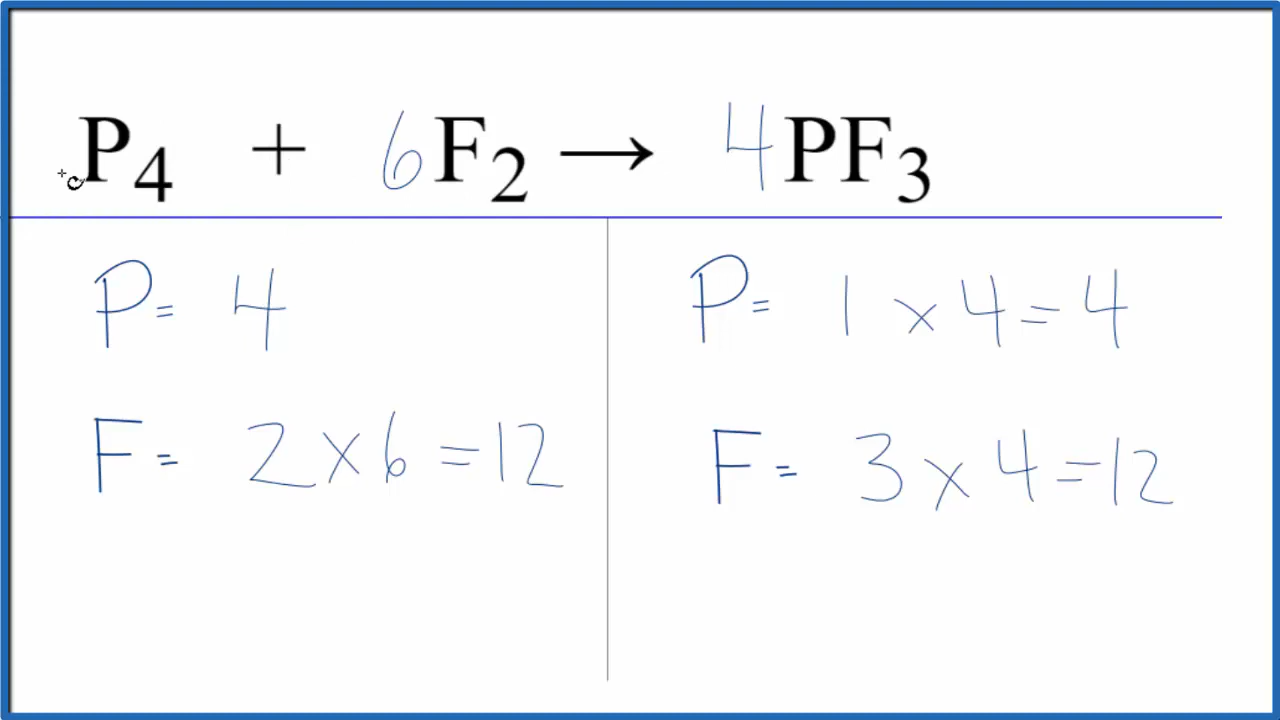 P₄ + 6F₂ → 4PF₃
P = 4
F = 2 x 6 = 12
P = 1 x 4 = 4
F = 3 x 4 = 12